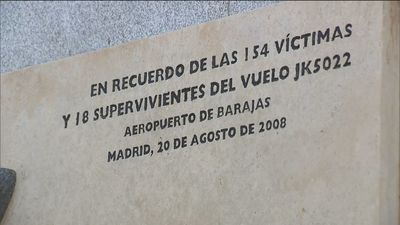 EN RECUERDO DE LAS 154 VÍCTIMAS
Y 18 SUPERVIVIENTES DEL VUELO JK5022
AEROPUERTO DE BARAJAS
MADRID, 20 DE AGOSTO DE 2008